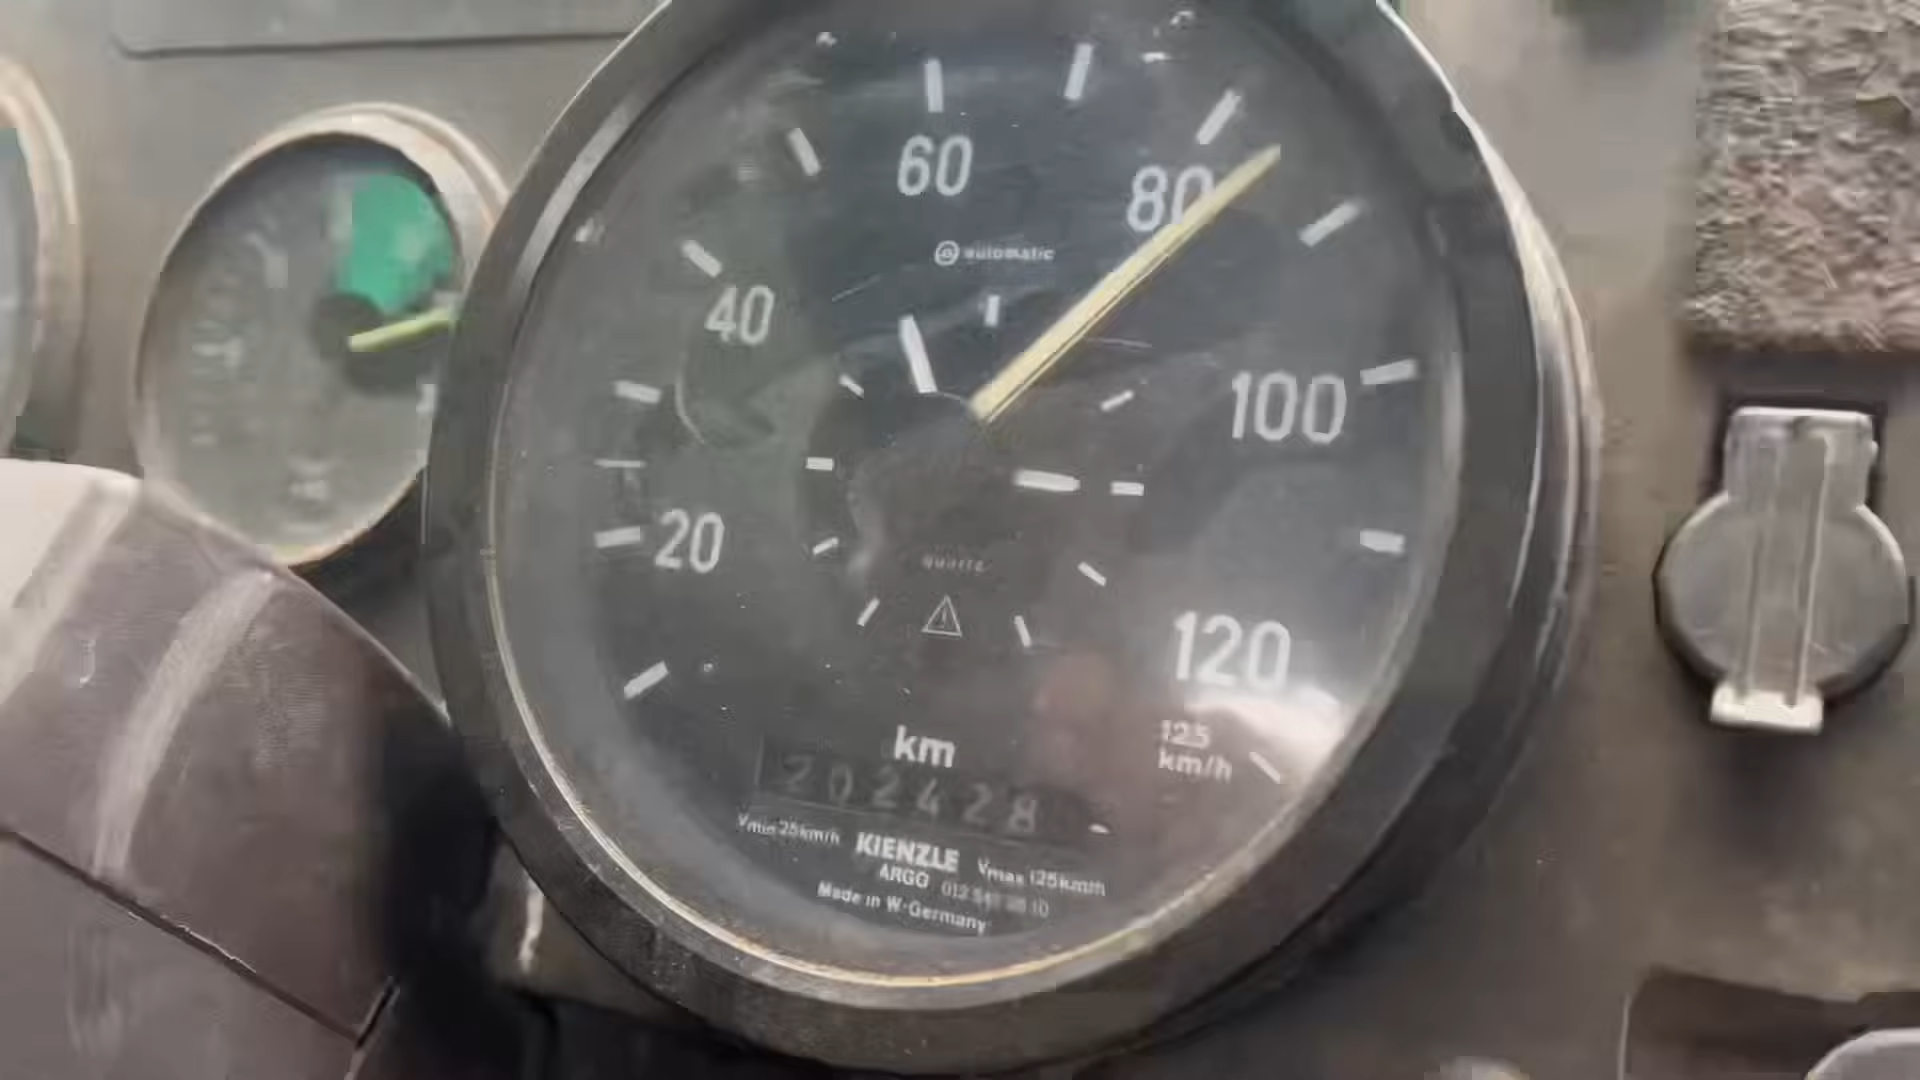 60
80
automatic
40
100
20
quartz
120
km
125
km/h
202428
Vmin 25km/h KIENZLE Vmax 125km/h
ARGO
Made in W-Germany